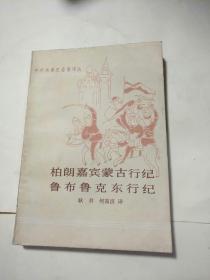 中外关系史名著译丛
柏朗嘉宾蒙古行纪
鲁布鲁克东行纪
耿昇 何高济 译